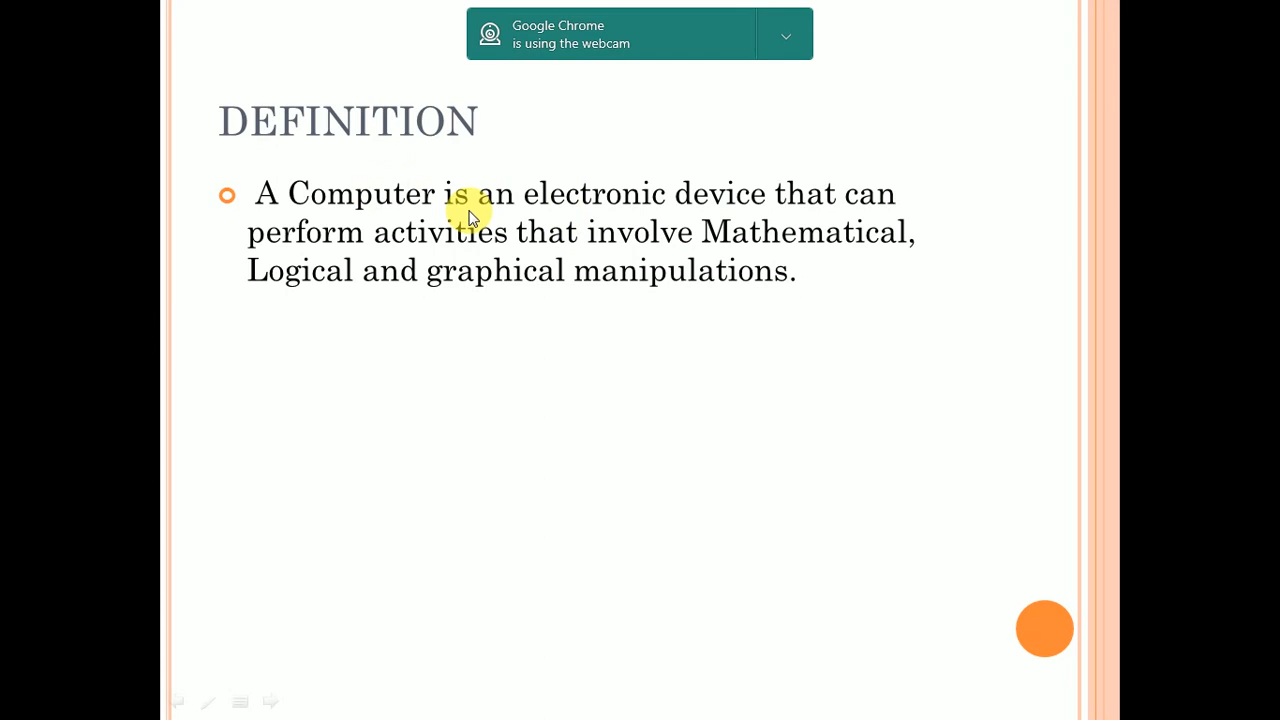 Google Chrome
is using the webcam
DEFINITION
A Computer is an electronic device that can
perform activities that involve Mathematical,
Logical and graphical manipulations.